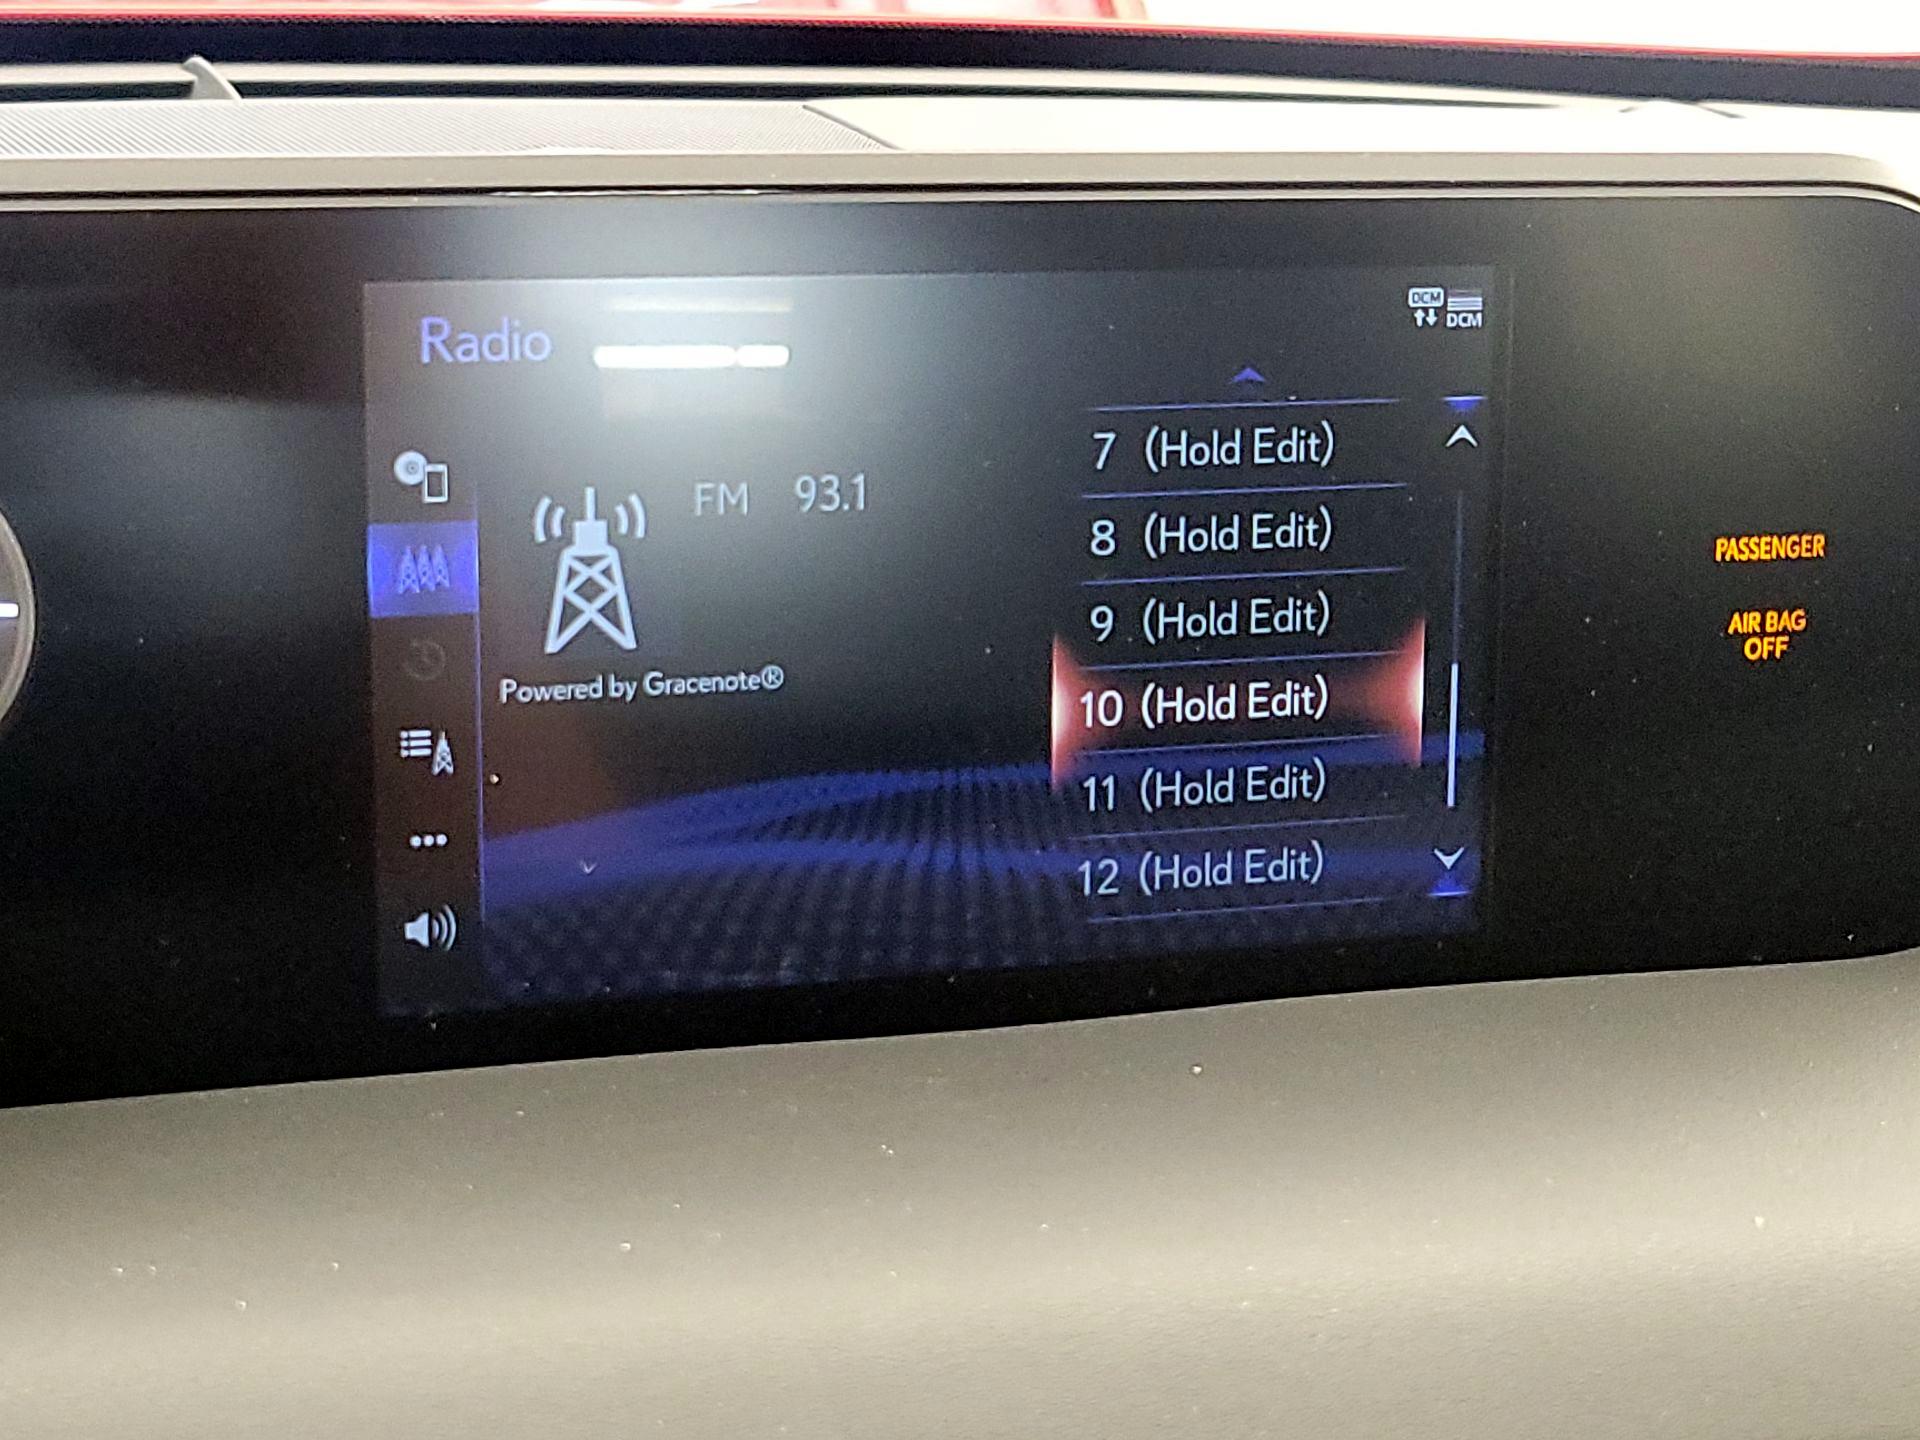 Radio
DCM
DCM
FM 93.1
Powered by Gracenote®
7 (Hold Edit)
8 (Hold Edit)
9 (Hold Edit)
10 (Hold Edit)
11 (Hold Edit)
12 (Hold Edit)
PASSENGER
AIR BAG
OFF